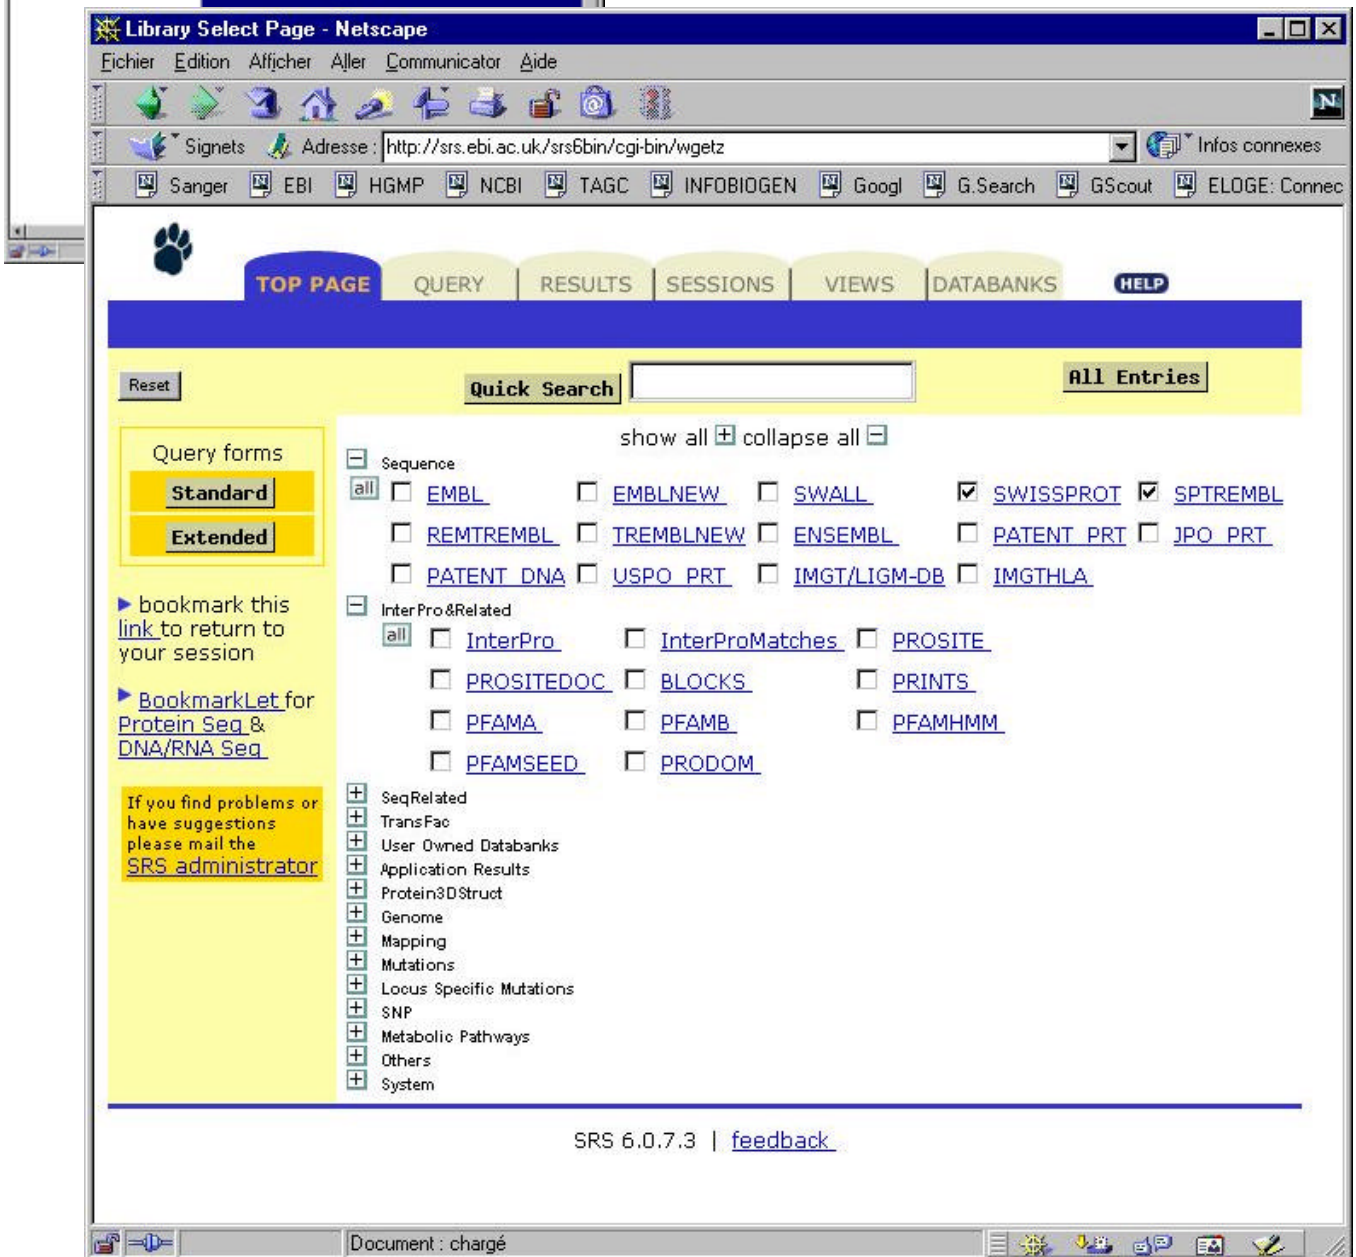 Library Select Page - Netscape
Fichier Edition Afficher Aller Communicator Aide
N
Signets Adresse : http://srs.ebi.ac.uk/srs6bin/cgi-bin/wgetz Infos connexes
Sanger EBI HGMP NCBI TAGC INFOBIOGEN Googl G.Search GScout ELOGE: Connec
TOP PAGE QUERY | RESULTS | SESSIONS | VIEWS | DATABANKS HELP
Reset Quick Search All Entries
show all collapse all
Query forms
Standard
Extended
bookmark this
link to return to
your session
BookmarkLet for
Protein Seq &
DNA/RNA Seq
If you find problems or
have suggestions
please mail the
SRS administrator
Sequence
all EMBL EMBLNEW SWALL SWISSPROT SPTREMBL
REMTREMBL TREMBLNEW ENSEMBL PATENT_PRT JPO_PRT
PATENT_DNA USPO_PRT IMGT/LIGM-DB IMGTHLA
InterPro&Related
all InterPro InterProMatches PROSITE
PROSITEDOC BLOCKS PRINTS
PFAMA PFAMB PFAMHMM
PFAMSEED PRODOM
SeqRelated
TransFac
User Owned Databanks
Application Results
Protein3DStruct
Genome
Mapping
Mutations
Locus Specific Mutations
SNP
Metabolic Pathways
Others
System
SRS 6.0.7.3 | feedback
Document : chargé